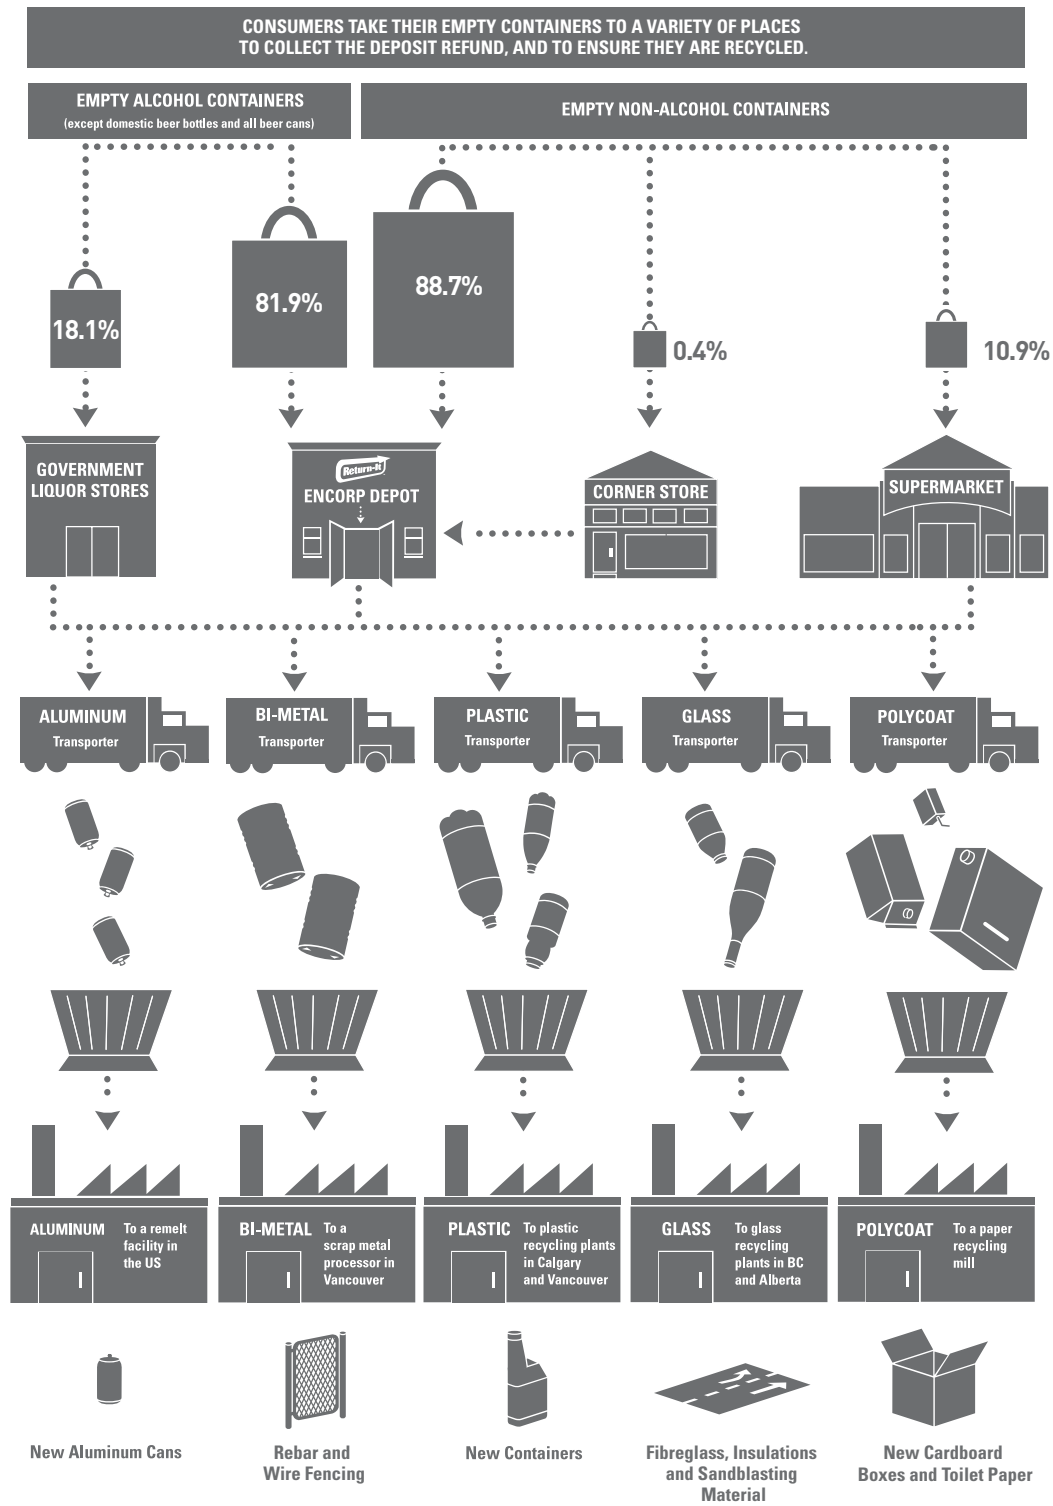 CONSUMERS TAKE THEIR EMPTY CONTAINERS TO A VARIETY OF PLACES
TO COLLECT THE DEPOSIT REFUND, AND TO ENSURE THEY ARE RECYCLED.
EMPTY ALCOHOL CONTAINERS
(except domestic beer bottles and all beer cans)
EMPTY NON-ALCOHOL CONTAINERS
18.1%
81.9%
88.7%
0.4%
10.9%
GOVERNMENT
LIQUOR STORES
Return-It
ENCORP DEPOT
CORNER STORE
SUPERMARKET
ALUMINUM
Transporter
BI-METAL
Transporter
PLASTIC
Transporter
GLASS
Transporter
POLYCOAT
Transporter
ALUMINUM
To a remelt
facility in
the US
BI-METAL
To a
scrap metal
processor in
Vancouver
PLASTIC
To plastic
recycling plants
in Calgary
and Vancouver
GLASS
To glass
recycling
plants in BC
and Alberta
POLYCOAT
To a paper
recycling
mill
New Aluminum Cans
Rebar and
Wire Fencing
New Containers
Fibreglass, Insulations
and Sandblasting
Material
New Cardboard
Boxes and Toilet Paper